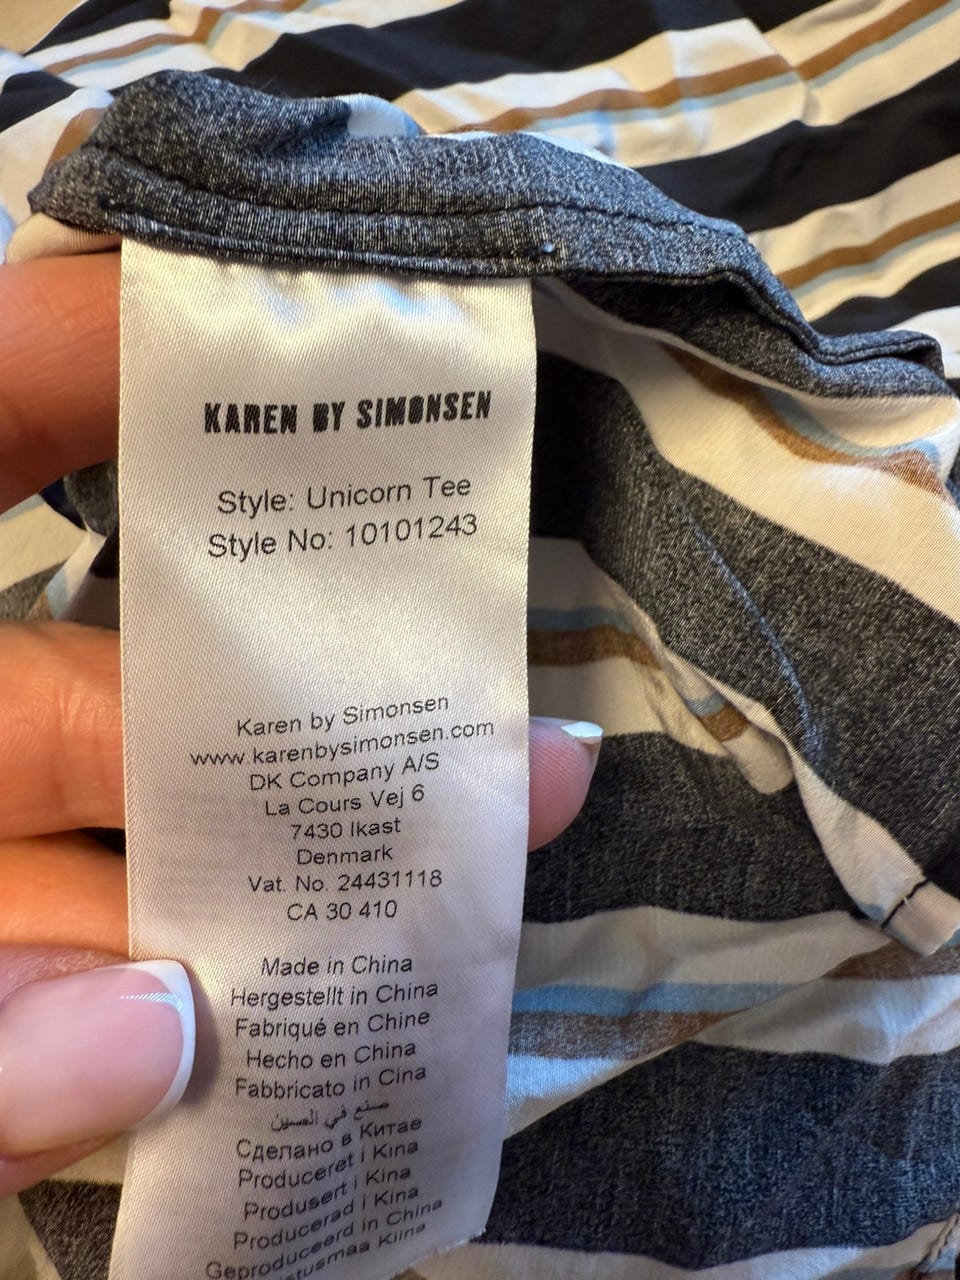 KAREN BY SIMONSEN
Style: Unicorn Tee
Style No: 10101243
Karen by Simonsen
www.karenbysimonsen.com
DK Company A/S
La Cours Vej 6
7430 Ikast
Denmark
Vat. No. 24431118
CA 30 410
Made in China
Hergestellt in China
Fabriqué en Chine
Hecho en China
Fabbricato in Cina
صنع في الصين
Сделано в Китае
Produceret i Kina
Produsert i Kina
Producerad i Kina
Geproduceerd in China
Kiina